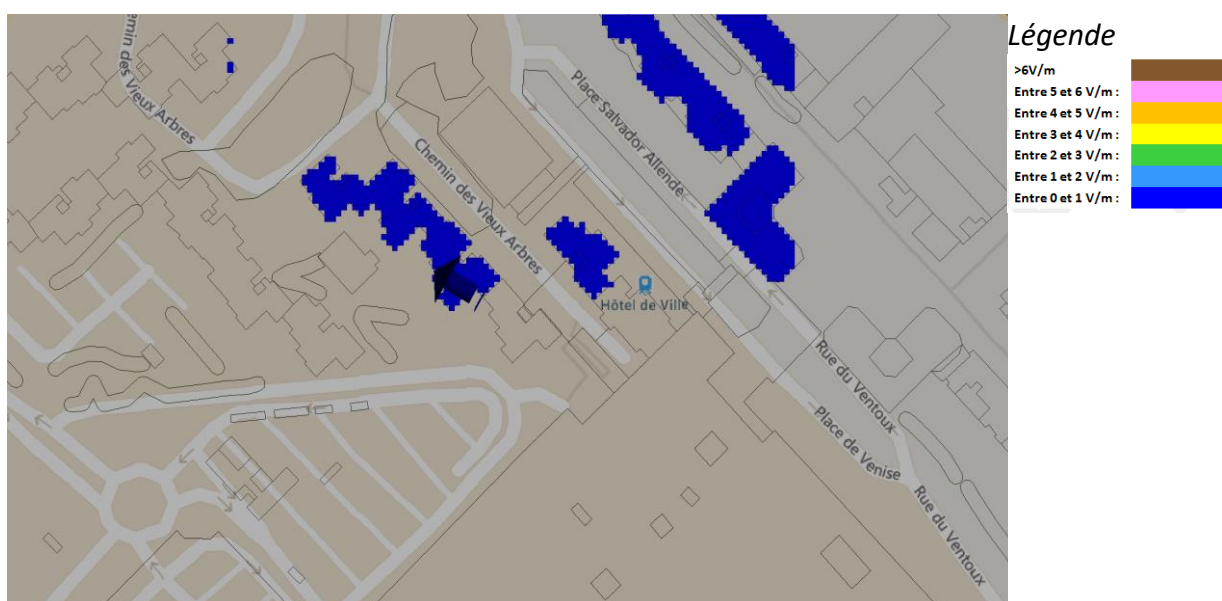 Légende
>6V/m
Entre 5 et 6 V/m :
Entre 4 et 5 V/m :
Entre 3 et 4 V/m :
Entre 2 et 3 V/m :
Entre 1 et 2 V/m :
Entre 0 et 1 V/m :
emin des Vieux Arbres
Place Salvador Allende
Chemin des Vieux Arbres
Hôtel de Ville
Rue du Ventoux
Place de Venise
Rue du Ventoux